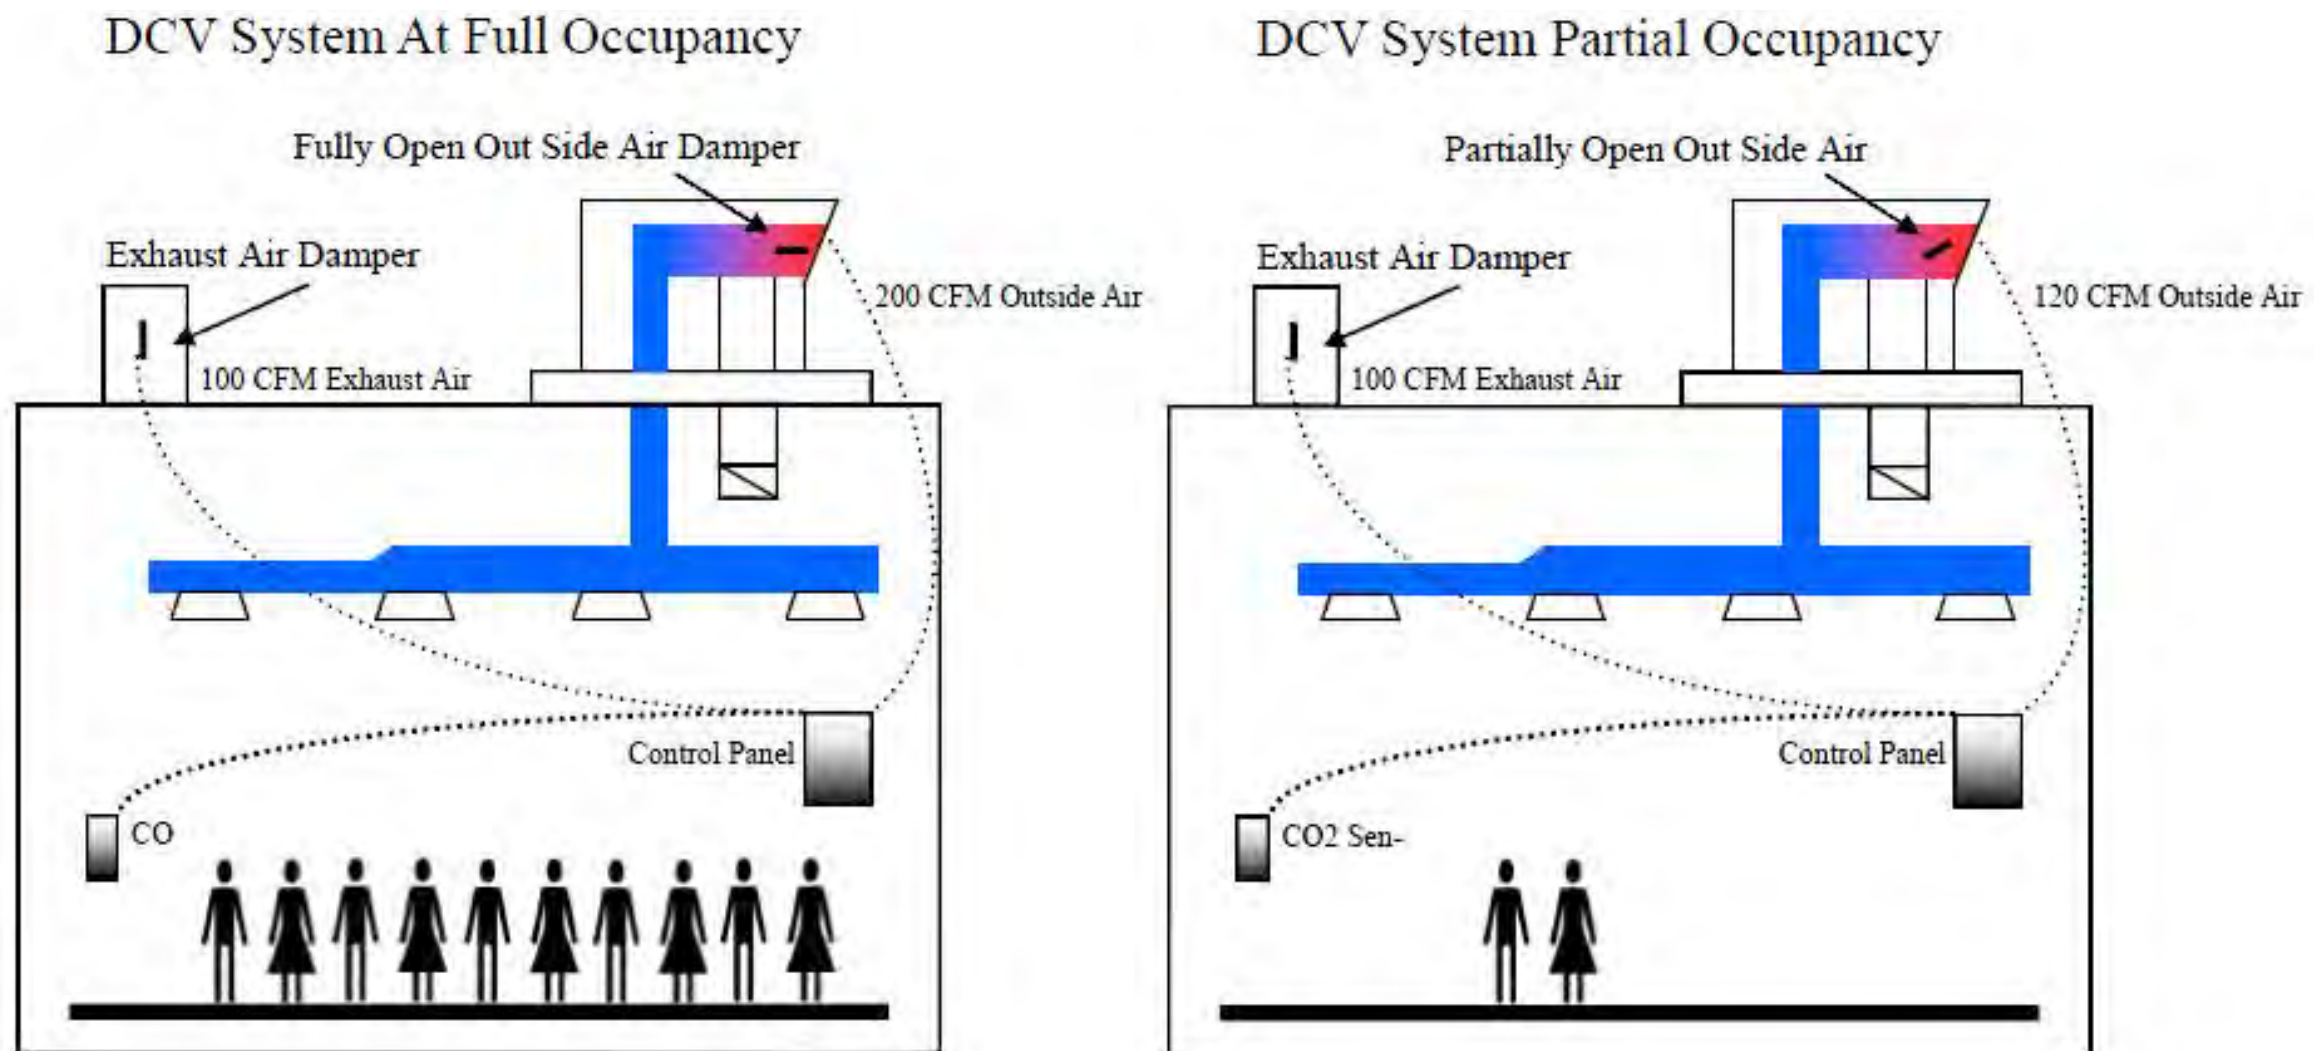 DCV System At Full Occupancy
Fully Open Out Side Air Damper
Exhaust Air Damper
200 CFM Outside Air
100 CFM Exhaust Air
Control Panel
CO
DCV System Partial Occupancy
Partially Open Out Side Air
Exhaust Air Damper
120 CFM Outside Air
100 CFM Exhaust Air
Control Panel
CO2 Sen-